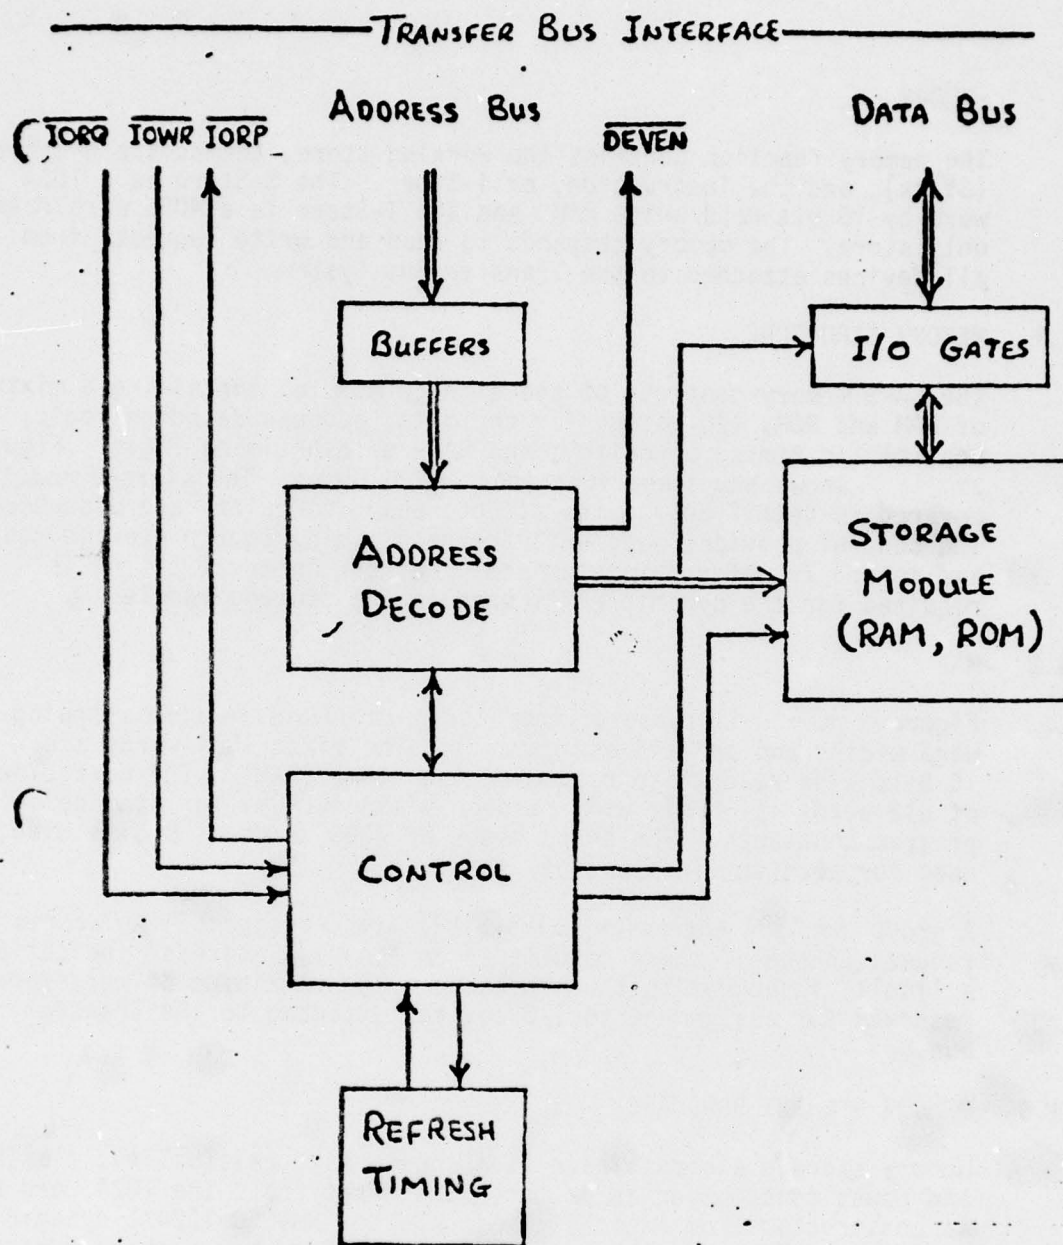 TRANSFER BUS INTERFACE
IORQ IOWR IORP
ADDRESS BUS
DEVEN
DATA BUS
BUFFERS
I/O GATES
ADDRESS
DECODE
STORAGE
MODULE
(RAM, ROM)
CONTROL
REFRESH
TIMING